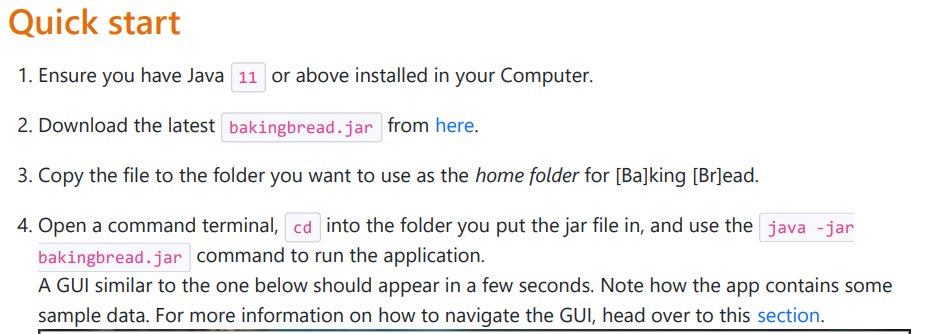 Quick start
1. Ensure you have Java 11 or above installed in your Computer.
2. Download the latest bakingbread.jar from here.
3. Copy the file to the folder you want to use as the home folder for [Ba]king [Br]ead.
4. Open a command terminal, cd into the folder you put the jar file in, and use the java -jar
bakingbread.jar command to run the application.
A GUI similar to the one below should appear in a few seconds. Note how the app contains some
sample data. For more information on how to navigate the GUI, head over to this section.